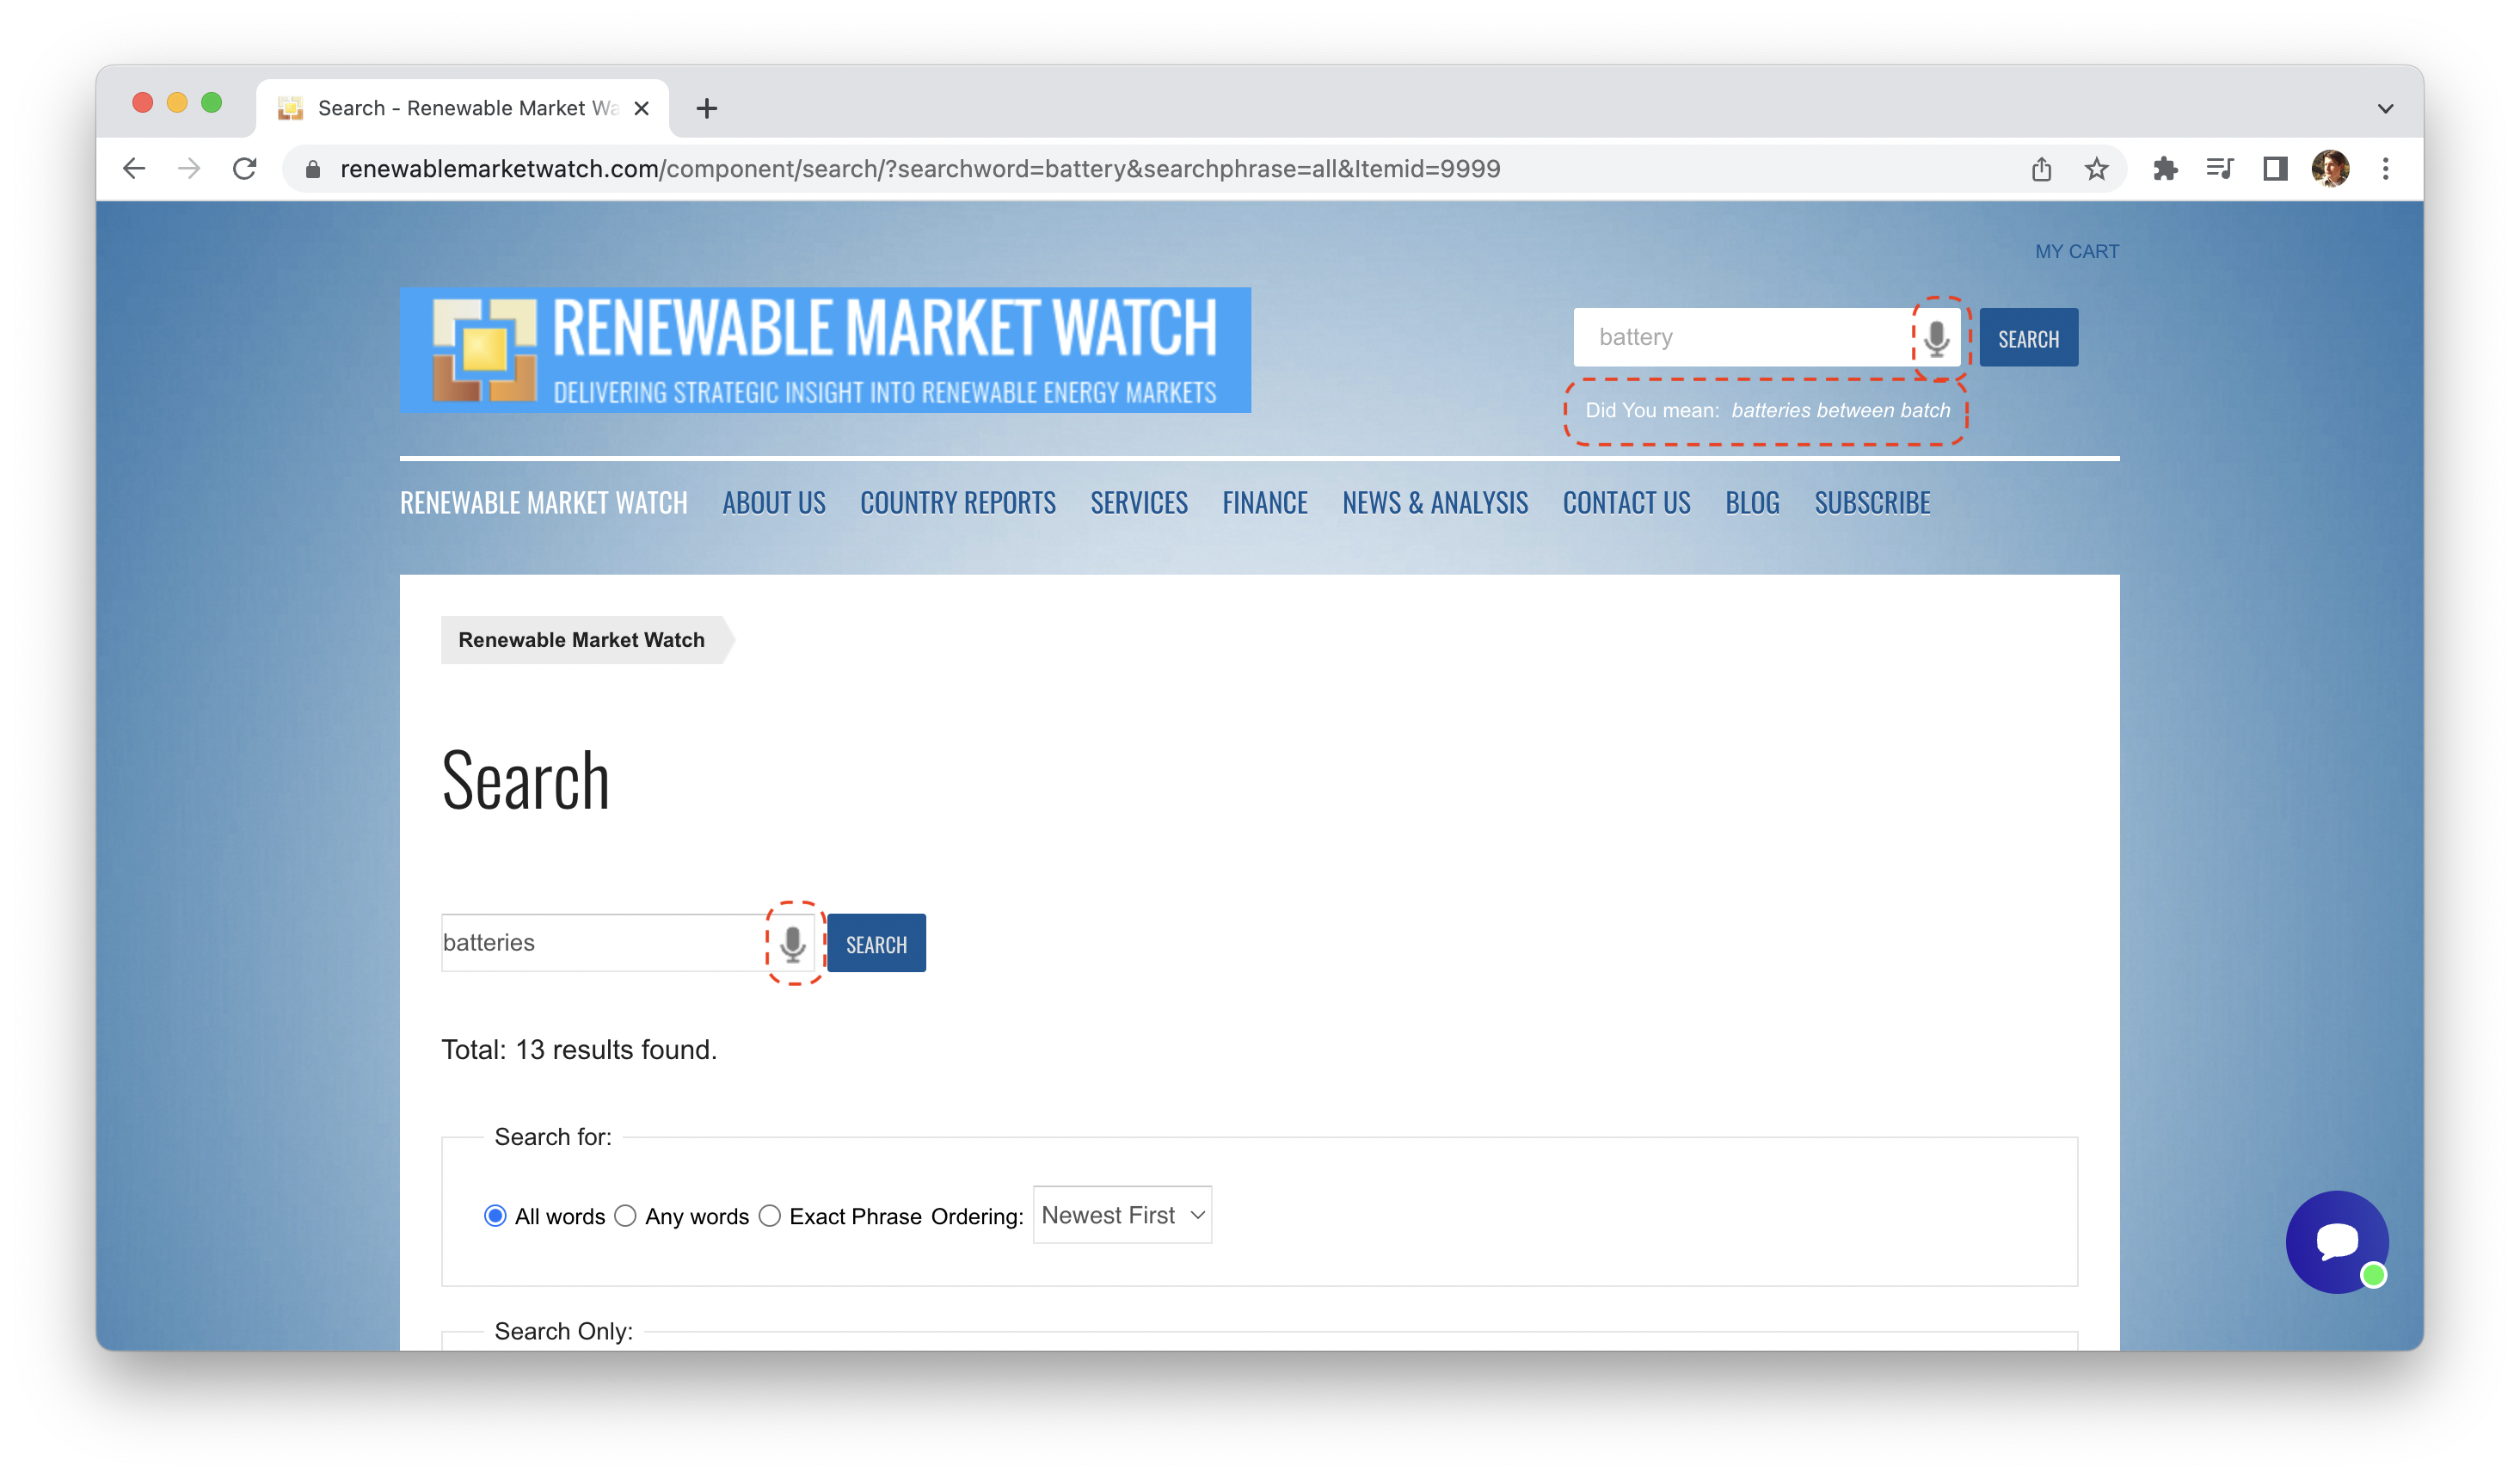 Search - Renewable Market Wa
renewablemarketwatch.com/component/search/?searchword=battery&searchphrase=all&Itemid=9999
MY CART
RENEWABLE MARKET WATCH
DELIVERING STRATEGIC INSIGHT INTO RENEWABLE ENERGY MARKETS
battery
SEARCH
Did You mean: batteries between batch
RENEWABLE MARKET WATCH ABOUT US COUNTRY REPORTS SERVICES FINANCE NEWS & ANALYSIS CONTACT US BLOG SUBSCRIBE
Renewable Market Watch
Search
batteries SEARCH
Total: 13 results found.
Search for:
All words Any words Exact Phrase Ordering: Newest First
Search Only: